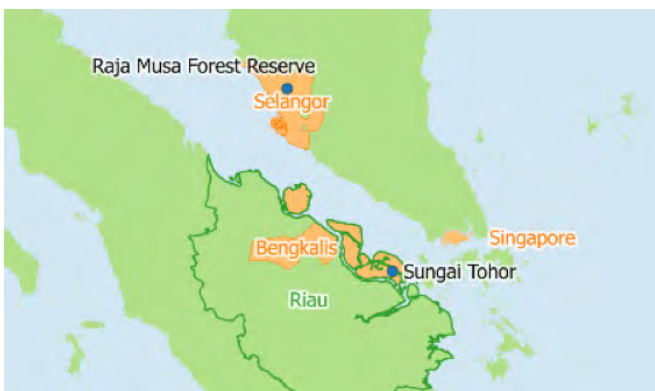 Raja Musa Forest Reserve
Selangor
Singapore
Bengkalis
Sungai Tohor
Riau